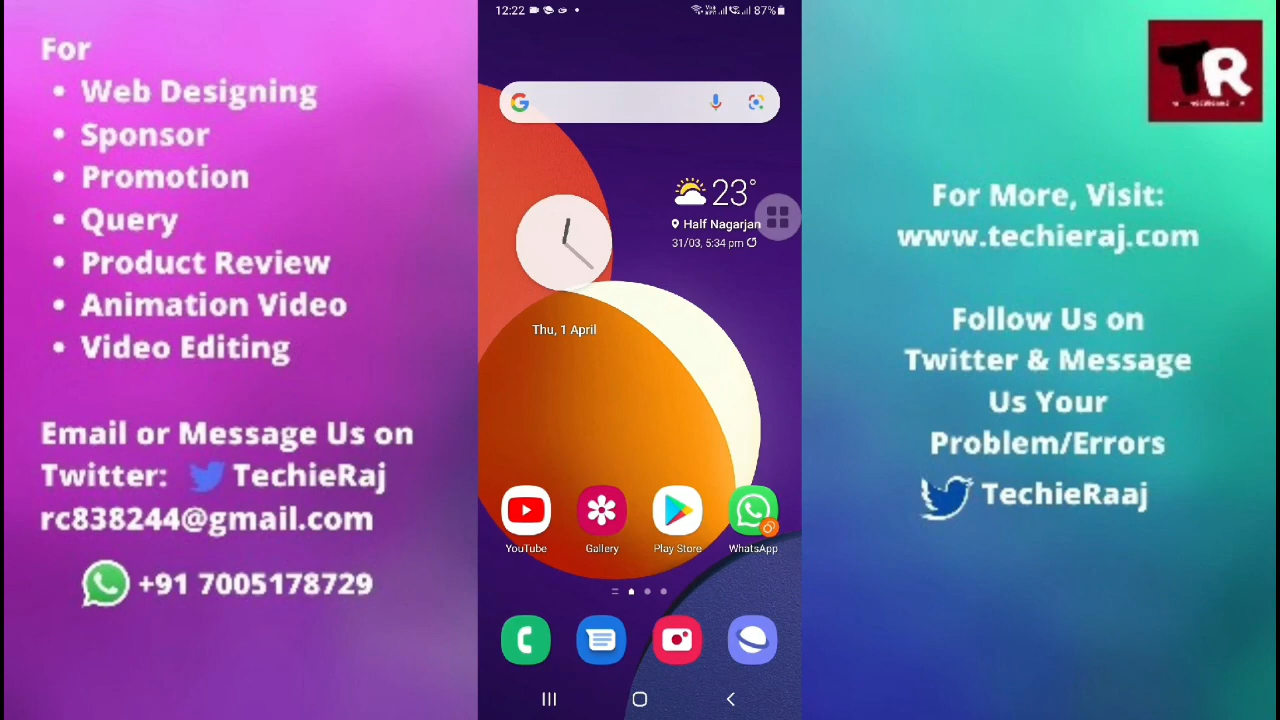 For
• Web Designing
• Sponsor
• Promotion
• Query
• Product Review
• Animation Video
• Video Editing
Email or Message Us on
Twitter: TechieRaj
rc838244@gmail.com
+91 7005178729
12:22
87%
G
23°
Half Nagarjan
31/03, 5:34 pm
Thu, 1 April
YouTube
Gallery
Play Store
WhatsApp
TR
For More, Visit:
www.techieraj.com
Follow Us on
Twitter & Message
Us Your
Problem/Errors
TechieRaaj